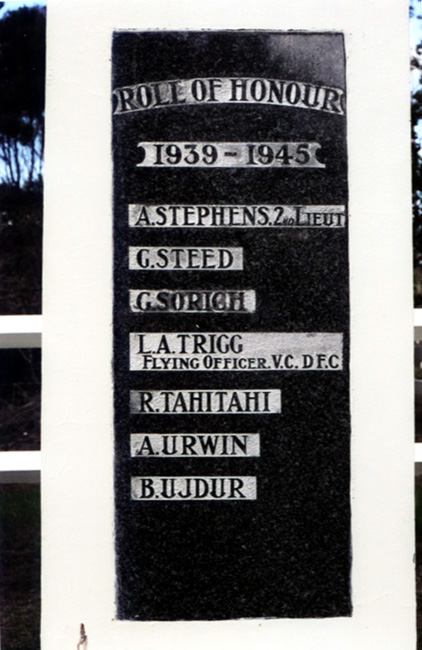 ROLL OF HONOUR
1939-1945
A.STEPHENS.2ND LIEUT
G.STEED
G.SORICH
L.A.TRIGG
FLYING OFFICER.V.C. D F.C
R.TAHITAHI
A.URWIN
B.UJDUR